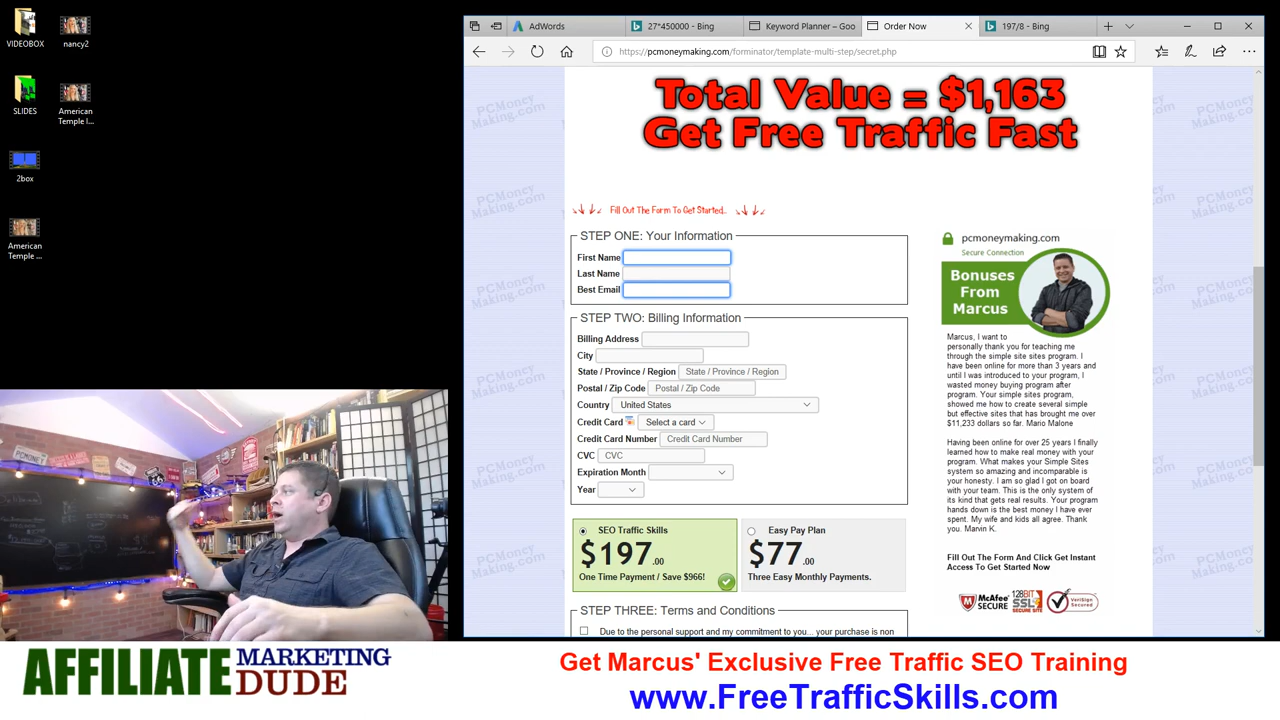 VIDEOBOX
nancy2
SLIDES
American
Temple I...
2box
American
Temple ...
AdWords
27*450000 - Bing
Keyword Planner – Goo
Order Now
197/8 - Bing
https://pcmoneymaking.com/forminator/template-multi-step/secret.php
Total Value = $1,163
Get Free Traffic Fast
Fill Out The Form To Get Started...
STEP ONE: Your Information
First Name
Last Name
Best Email
STEP TWO: Billing Information
Billing Address
City
State / Province / Region State / Province / Region
Postal / Zip Code Postal / Zip Code
Country United States
Credit Card Select a card
Credit Card Number Credit Card Number
CVC CVC
Expiration Month
Year
SEO Traffic Skills
$197.00
One Time Payment / Save $966!
Easy Pay Plan
$77.00
Three Easy Monthly Payments.
STEP THREE: Terms and Conditions
Due to the personal support and my commitment to you... your purchase is non
pcmoneymaking.com
Secure Connection
Bonuses
From
Marcus
Marcus, I want to
personally thank you for teaching me
through the simple site sites program. I
have been online for more than 3 years and
until I was introduced to your program, I
wasted money buying program after
program. Your simple sites program,
showed me how to create several simple
but effective sites that has brought me over
$11,233 dollars so far. Mario Malone
Having been online for over 25 years I finally
learned how to make real money with your
program. What makes your Simple Sites
system so amazing and incomparable is
your honesty. I am so glad I got on board
with your team. This is the only system of
its kind that gets real results. Your program
hands down is the best money I have ever
spent. My wife and kids all agree. Thank
you. Marvin K.
Fill Out The Form And Click Get Instant
Access To Get Started Now
McAfee
SECURE
128BIT
SSL
VeriSign
Secured
PCMoney
Making.com
AFFILIATE MARKETING
DUDE
Get Marcus' Exclusive Free Traffic SEO Training
www.FreeTrafficSkills.com